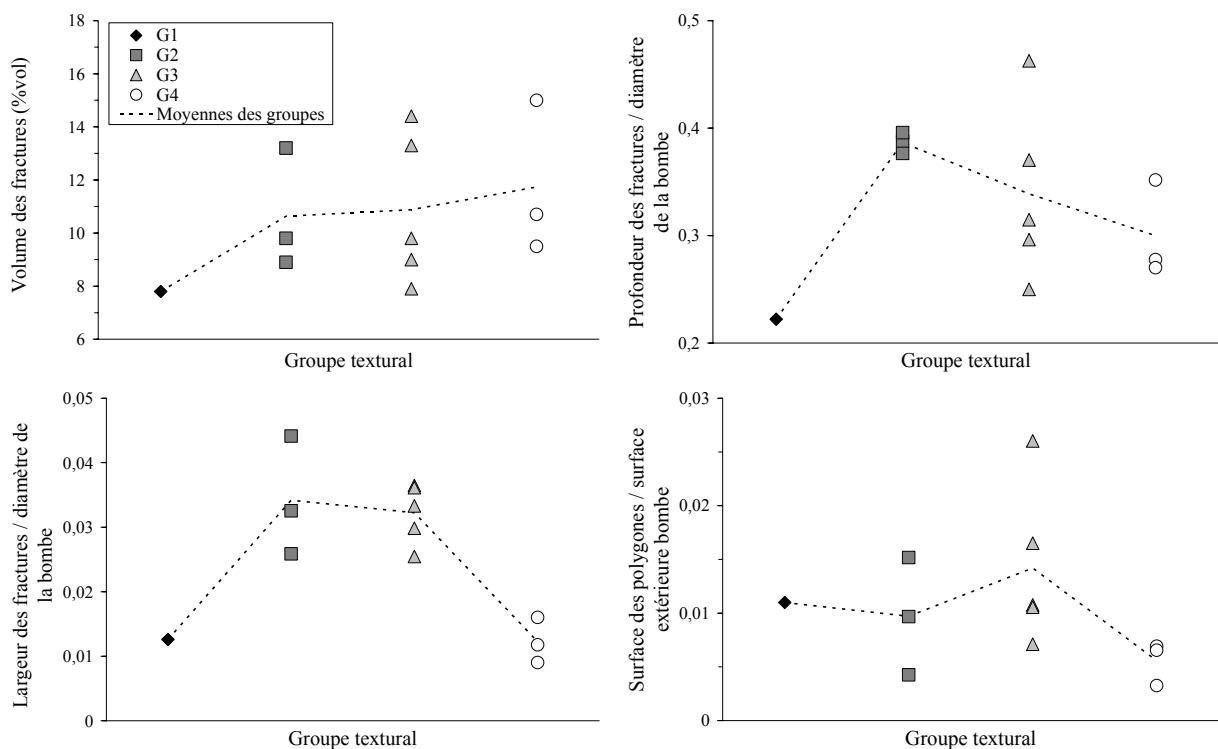 18
16
14
12
10
8
6
Volume des fractures (%vol)
G1
G2
G3
G4
Moyennes des groupes
Groupe textural
0,5
0,4
0,3
0,2
Profondeur des fractures / diamètre
de la bombe
Groupe textural
0,05
0,04
0,03
0,02
0,01
0
Largeur des fractures / diamètre de
la bombe
Groupe textural
0,03
0,02
0,01
0
Surface des polygones / surface
extérieure bombe
Groupe textural